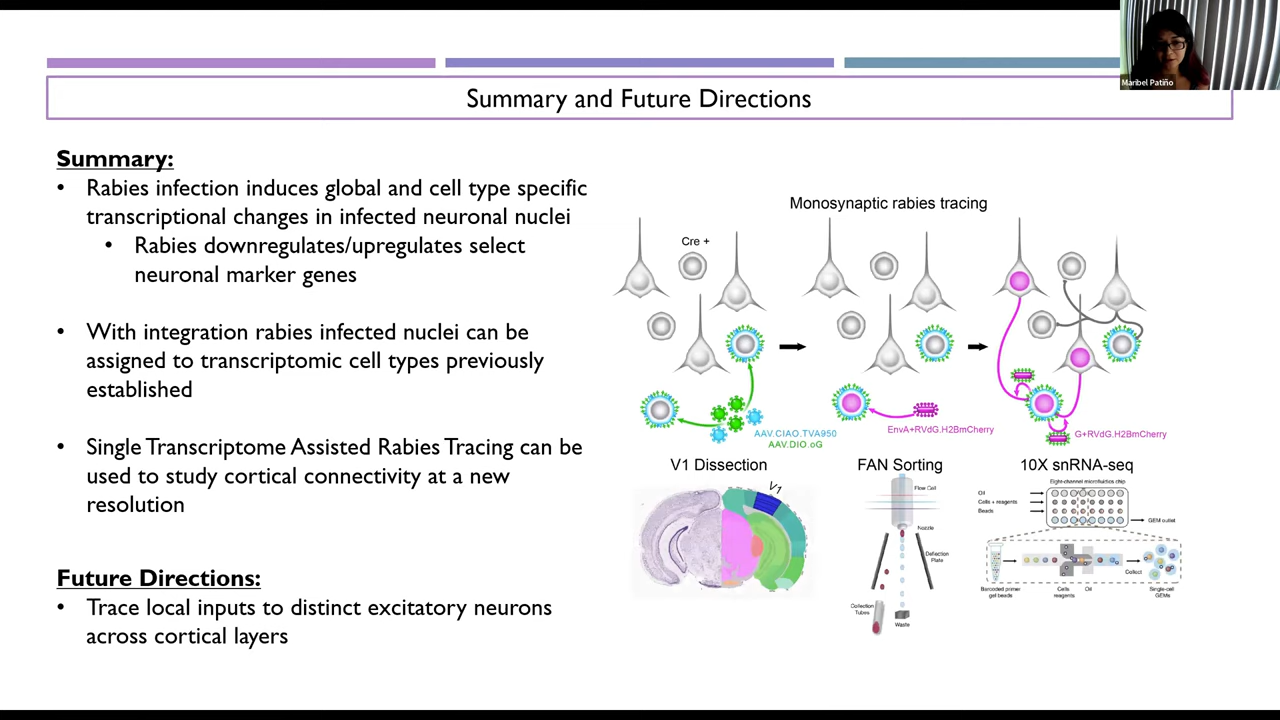 Maribel Patiño
Summary and Future Directions
Summary:
• Rabies infection induces global and cell type specific
transcriptional changes in infected neuronal nuclei
• Rabies downregulates/upregulates select
neuronal marker genes
• With integration rabies infected nuclei can be
assigned to transcriptomic cell types previously
established
• Single Transcriptome Assisted Rabies Tracing can be
used to study cortical connectivity at a new
resolution
Future Directions:
• Trace local inputs to distinct excitatory neurons
across cortical layers
Monosynaptic rabies tracing
Cre +
AAV.CIAO.TVA950
AAV.DIO.oG
EnvA+RVdG.H2BmCherry
G+RVdG.H2BmCherry
V1 Dissection
V1
FAN Sorting
Flow Cell
Nozzle
Deflection
Plate
Collection
Tubes
Waste
10X snRNA-seq
Eight-channel microfluidics chip
Oil
Cells + reagents
Beads
GEM outlet
Collect
Barcoded primer
gel beads
Cells
reagents
Oil
Single-cell
GEMs